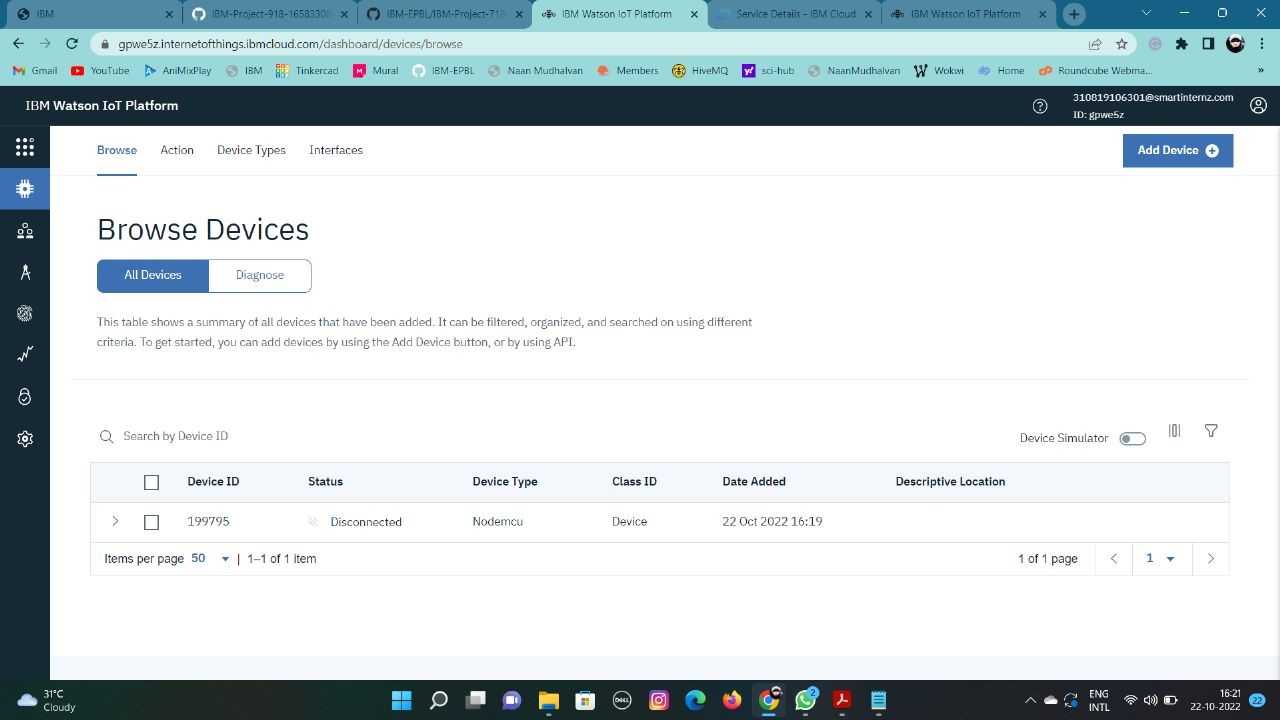 IBM
IBM-Project-918-16583308
IBM-EPBL/IBM-Project-718
IBM Watson IoT Platform
Service Details - IBM Cloud
IBM Watson IoT Platform
gpwe5z.internetofthings.ibmcloud.com/dashboard/devices/browse
Gmail
YouTube
AniMixPlay
IBM
Tinkercad
Mural
IBM-EPBL
Naan Mudhalvan
Members
HiveMQ
sci-hub
NaanMudhalvan
Wokwi
Home
Roundcube Webma...
»
IBM Watson IoT Platform
310819106301@smartinternz.com
ID: gpwe5z
Browse
Action
Device Types
Interfaces
Add Device
Browse Devices
All Devices
Diagnose
This table shows a summary of all devices that have been added. It can be filtered, organized, and searched on using different
criteria. To get started, you can add devices by using the Add Device button, or by using API.
Search by Device ID
Device Simulator
Device ID Status Device Type Class ID Date Added Descriptive Location
199795 Disconnected Nodemcu Device 22 Oct 2022 16:19
Items per page 50 | 1–1 of 1 item
1 of 1 page
1
31°C
Cloudy
DELL
2
ENG
INTL
16:21
22-10-2022
22